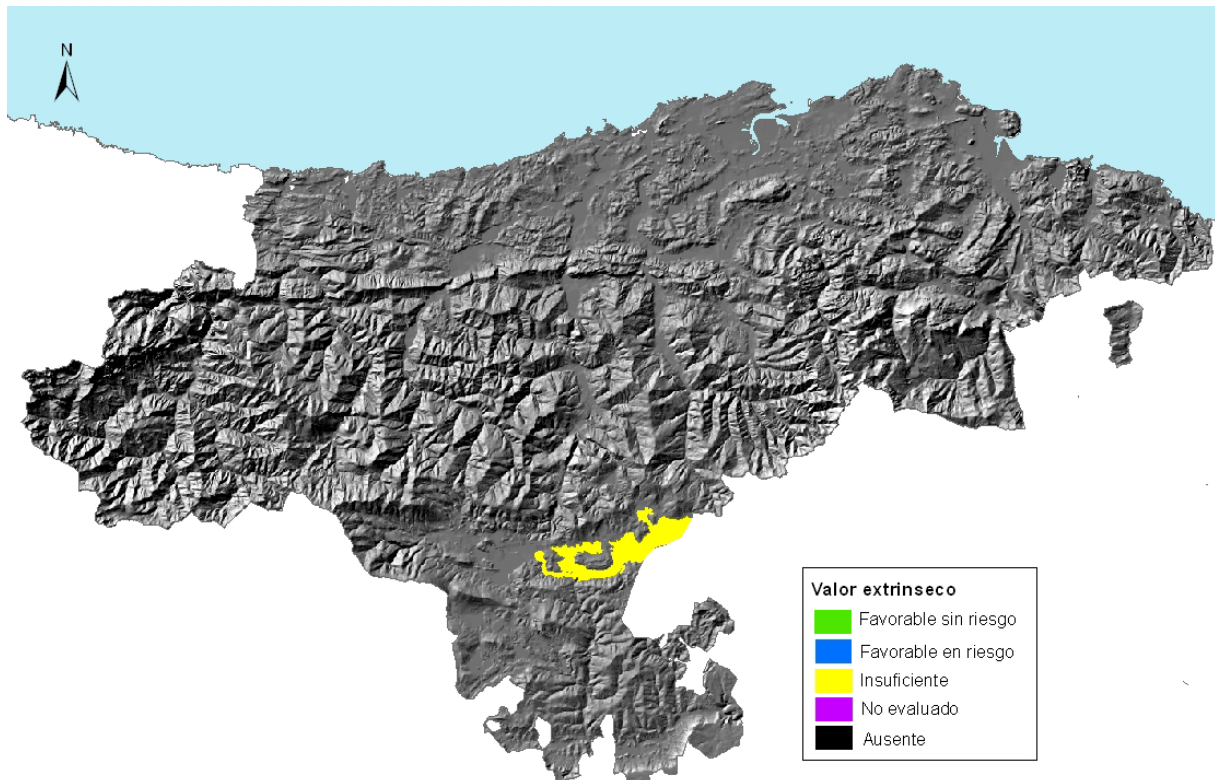 N
Valor extrinseco
Favorable sin riesgo
Favorable en riesgo
Insuficiente
No evaluado
Ausente